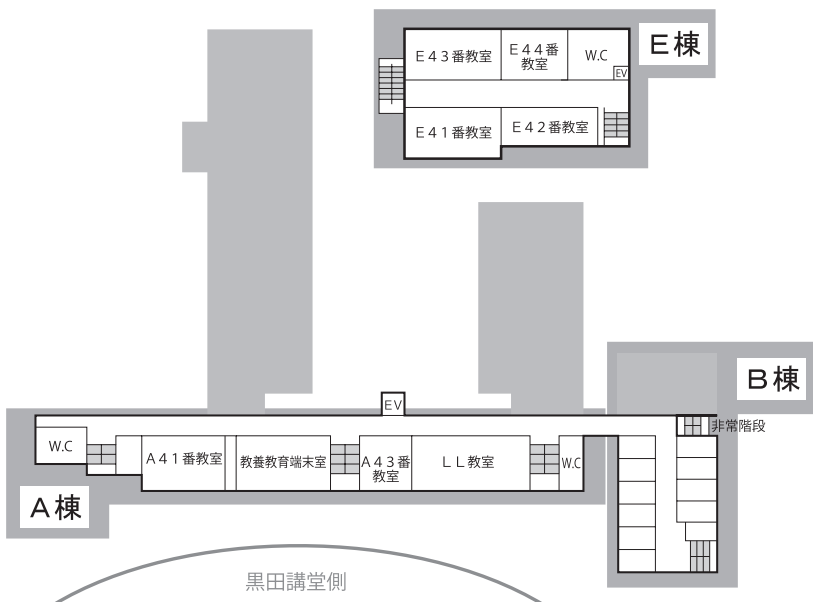 E棟
E４３番教室
E４４番
教室
W.C
EV
E４１番教室
E４２番教室
B棟
EV
非常階段
W.C
A４１番教室
教養教育端末室
A４３番
教室
LL教室
W.C
A棟
黒田講堂側